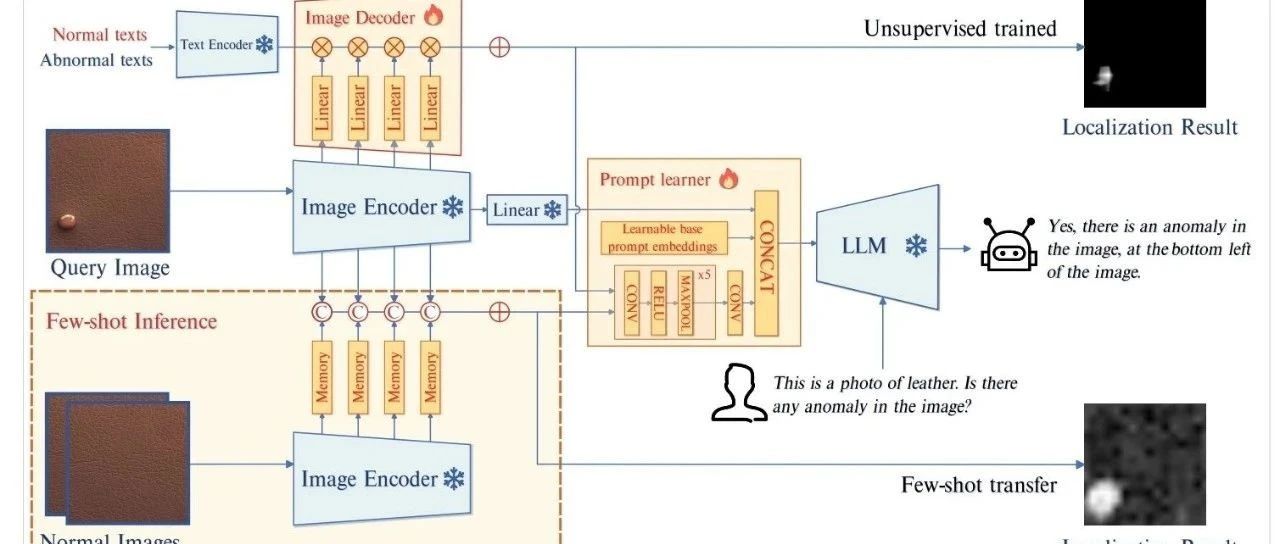 Normal texts
Abnormal texts
Text Encoder
Image Decoder
Linear
Linear
Linear
Linear
Unsupervised trained
Localization Result
Query Image
Image Encoder
Linear
Prompt learner
Learnable base
prompt embeddings
CONV
RELU
MAXPOOL
x5
CONV
CONCAT
LLM
Yes, there is an anomaly in
the image, at the bottom left
of the image.
Few-shot Inference
C
C
C
C
Memory
Memory
Memory
Memory
Image Encoder
Normal Images
This is a photo of leather. Is there
any anomaly in the image?
Few-shot transfer
Localization Result